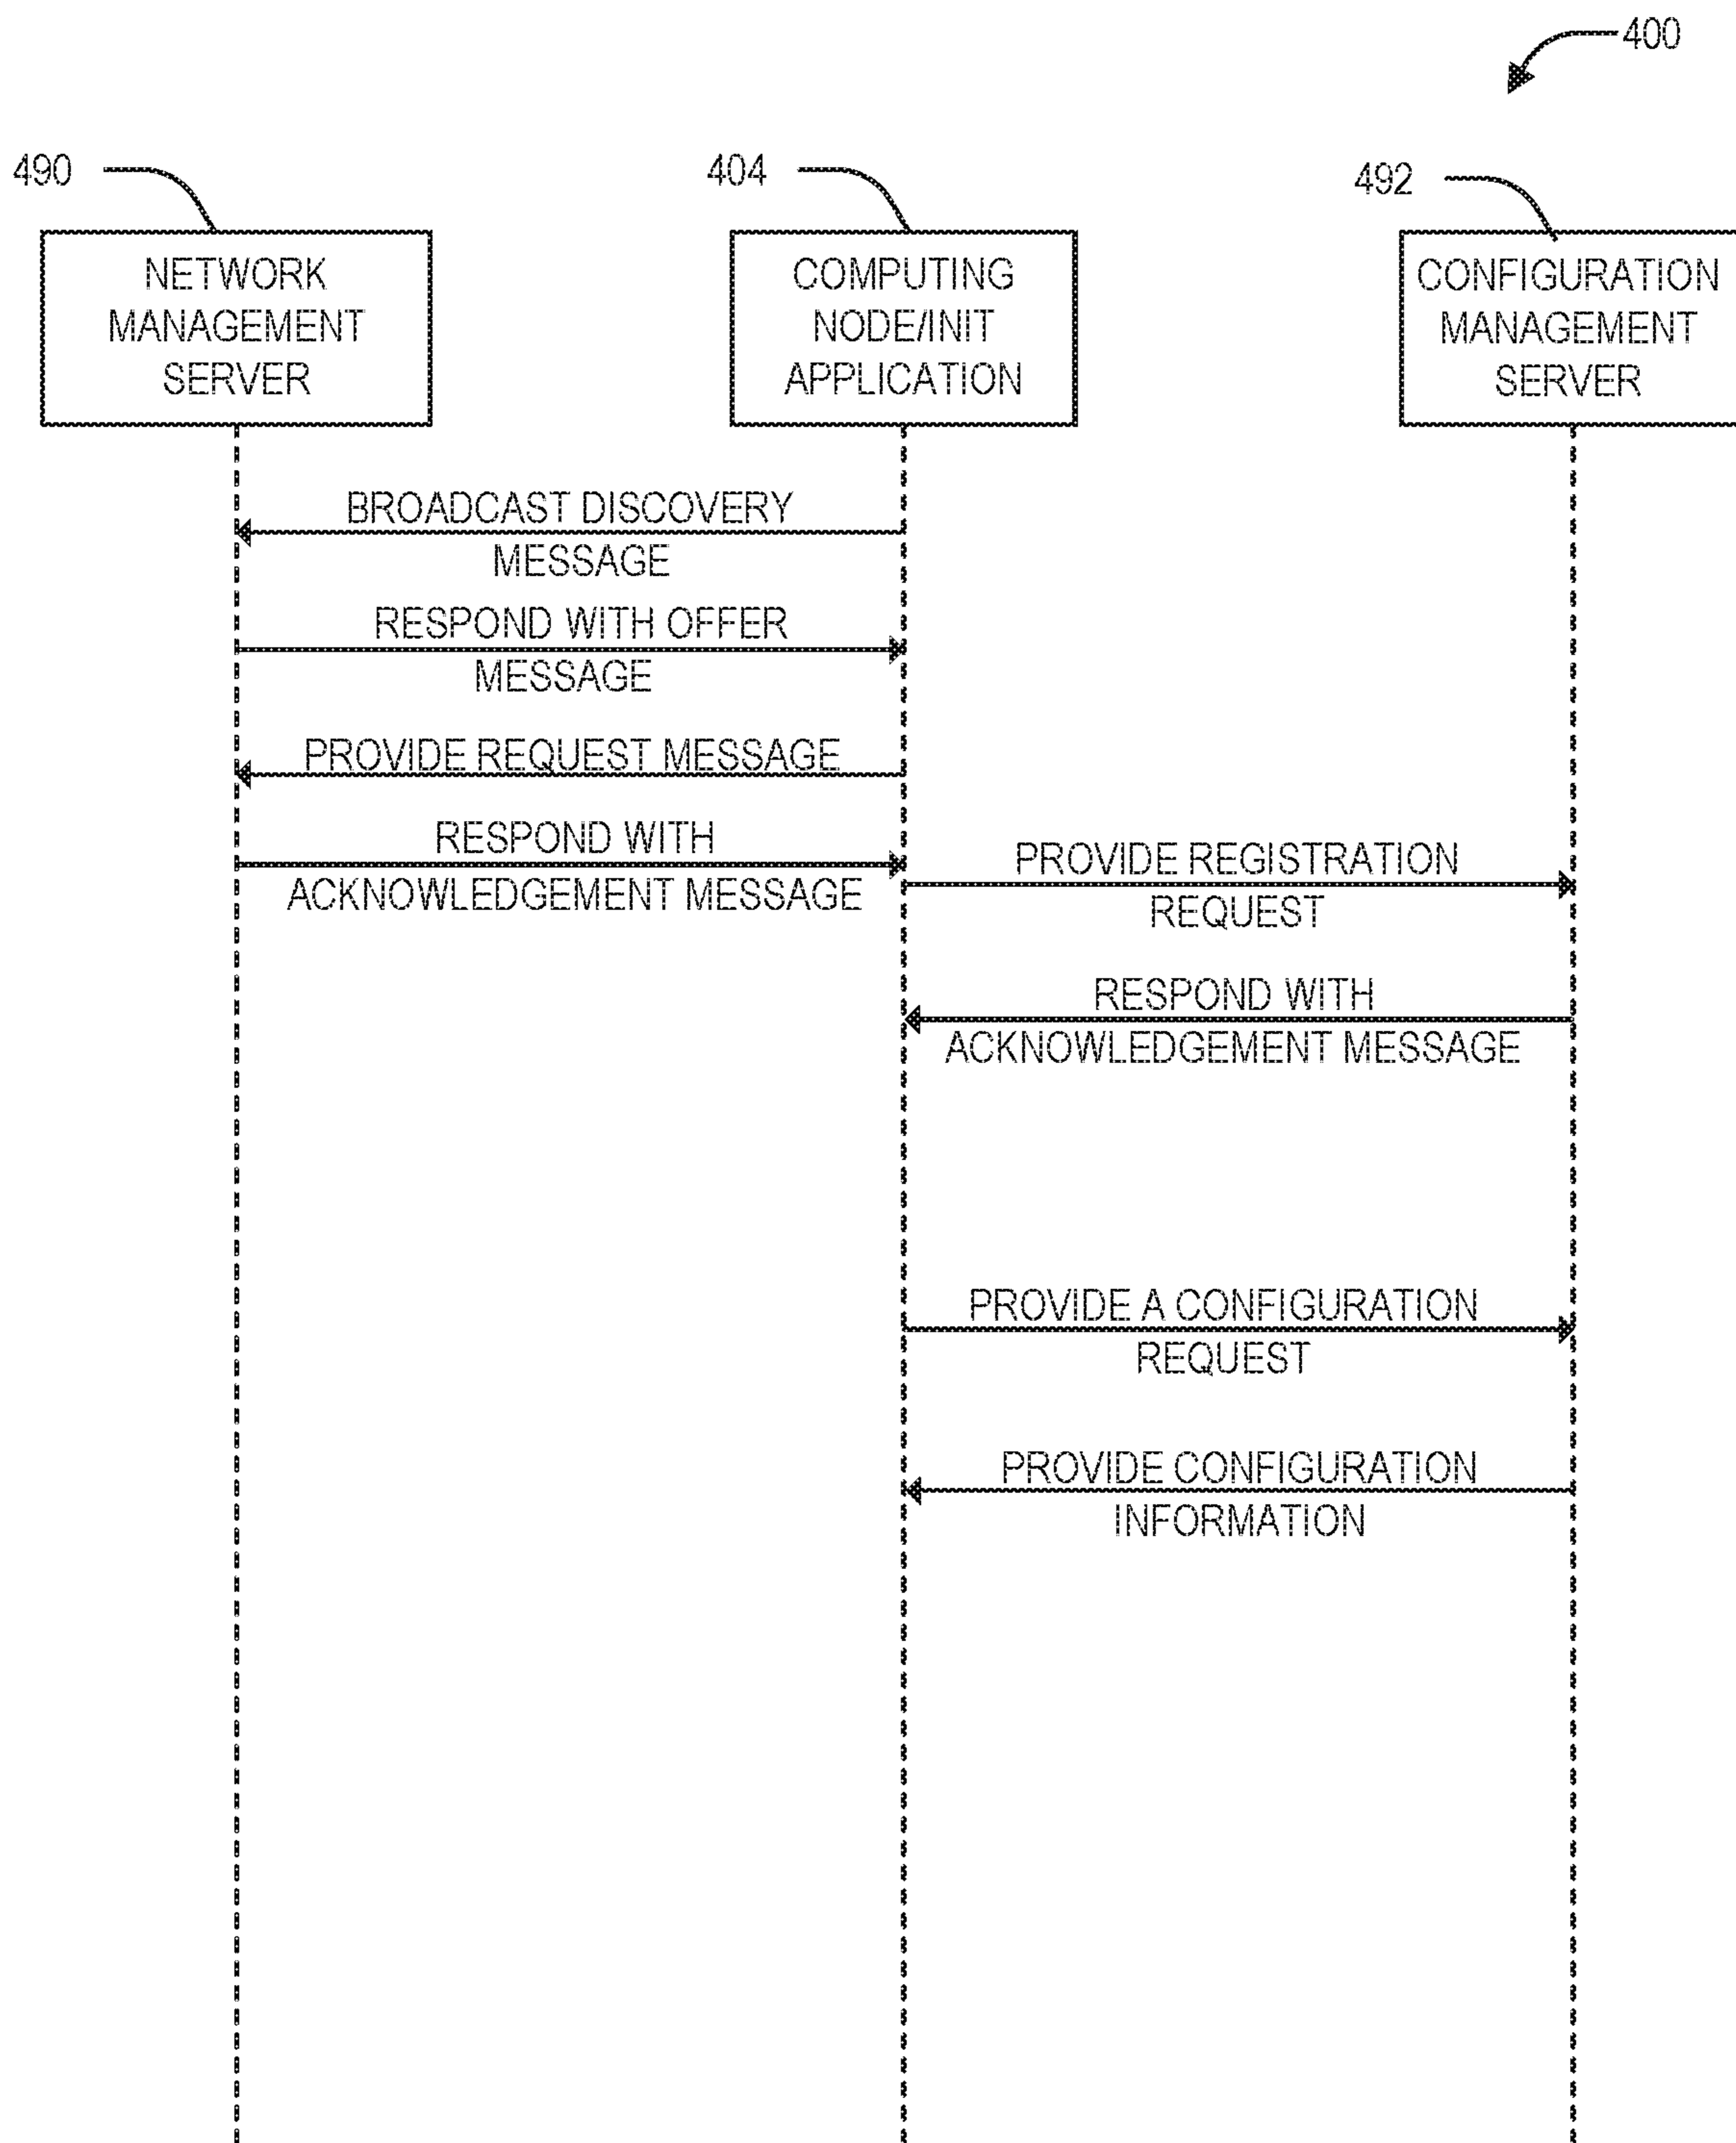 400
490
404
492
NETWORK
MANAGEMENT
SERVER
COMPUTING
NODE/INIT
APPLICATION
CONFIGURATION
MANAGEMENT
SERVER
BROADCAST DISCOVERY
MESSAGE
RESPOND WITH OFFER
MESSAGE
PROVIDE REQUEST MESSAGE
RESPOND WITH
ACKNOWLEDGEMENT MESSAGE
PROVIDE REGISTRATION
REQUEST
RESPOND WITH
ACKNOWLEDGEMENT MESSAGE
PROVIDE A CONFIGURATION
REQUEST
PROVIDE CONFIGURATION
INFORMATION